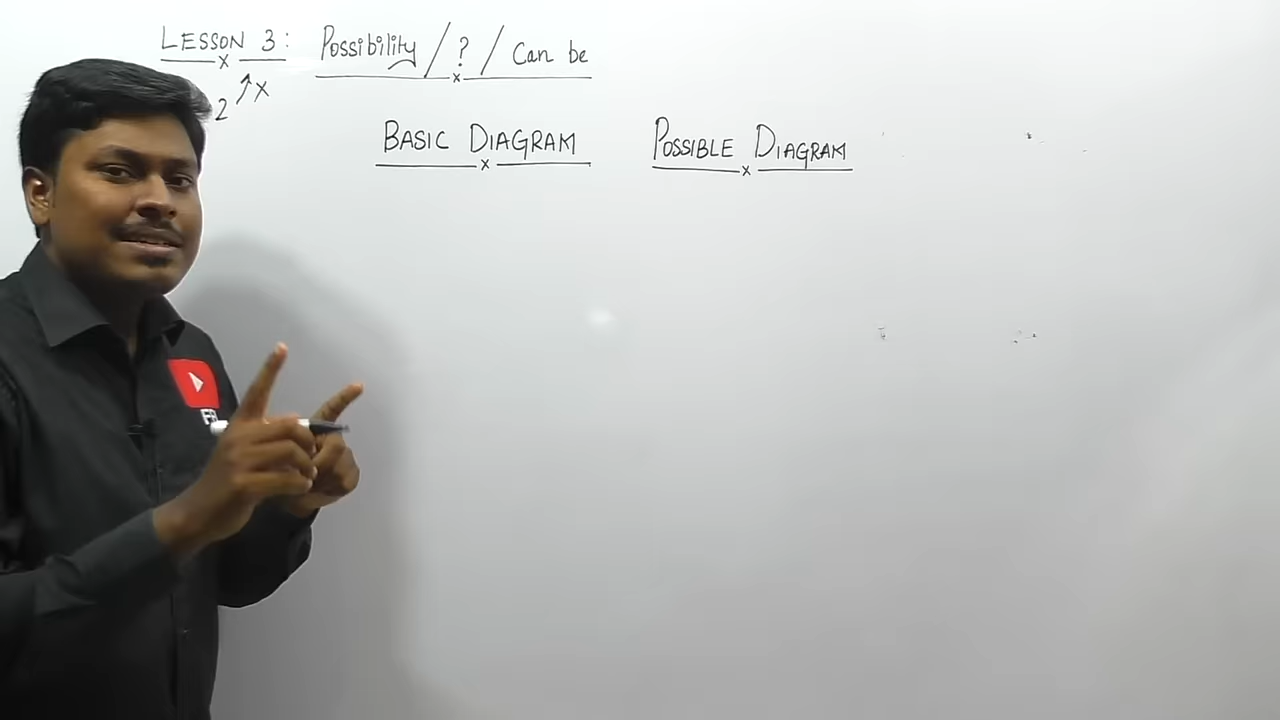 LESSON 3: Possibility / ? / Can be
2 x
BASIC DIAGRAM POSSIBLE DIAGRAM